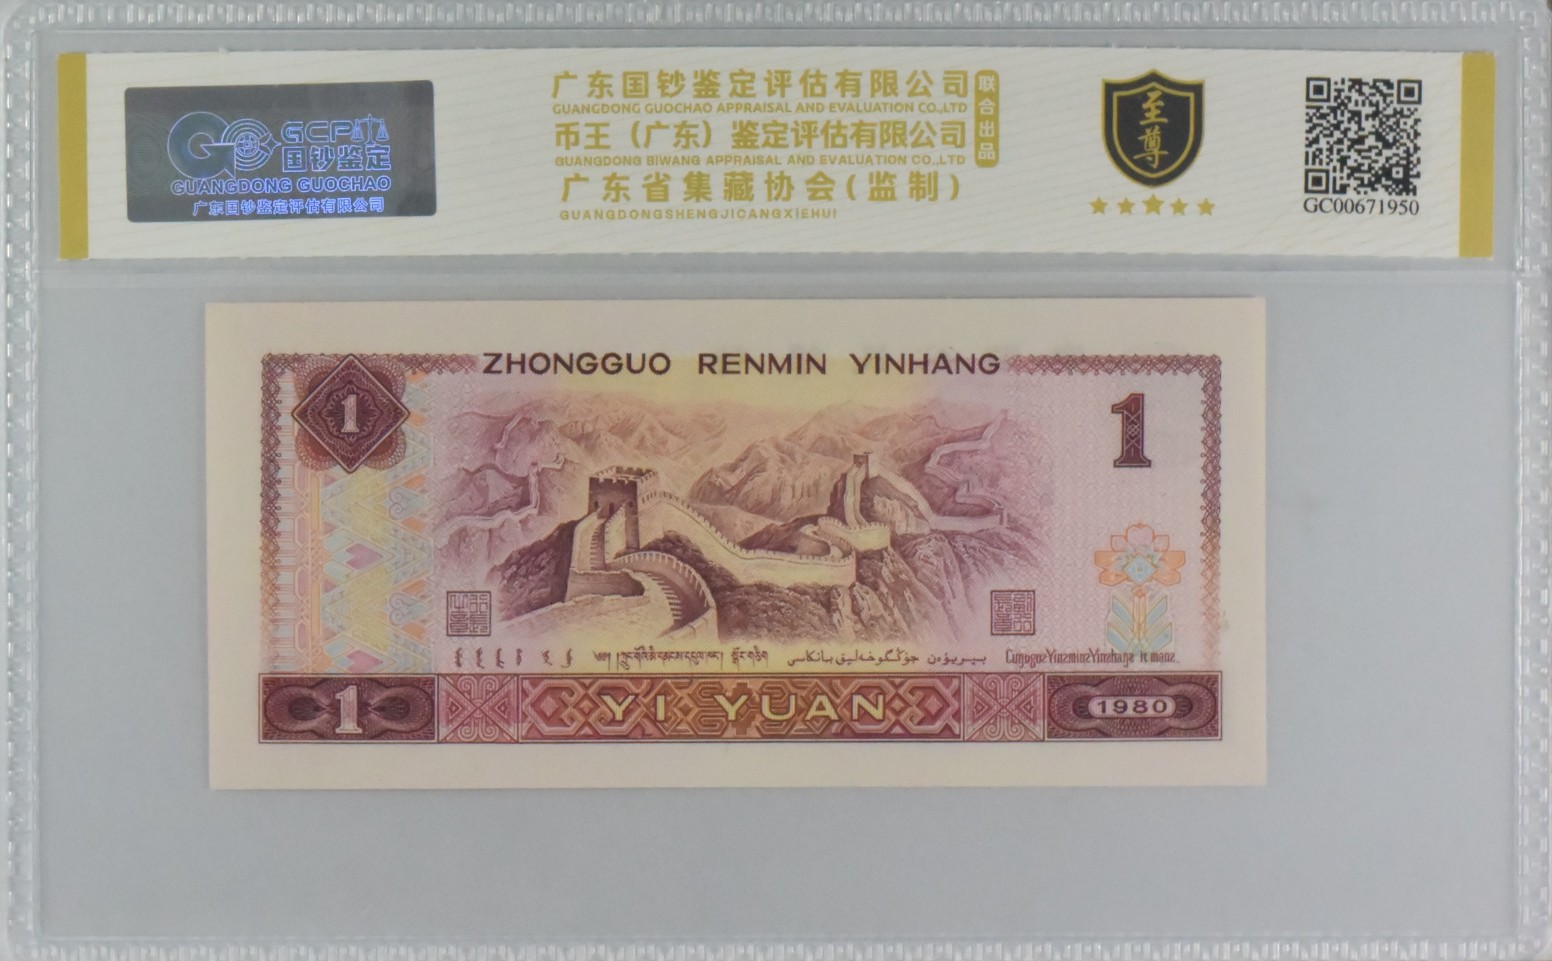 GCP
国钞鉴定
GUANGDONG GUOCHAO
广东国钞鉴定评估有限公司
广东国钞鉴定评估有限公司
GUANGDONG GUOCHAO APPRAISAL AND EVALUATION CO.,LTD
币王（广东）鉴定评估有限公司
GUANGDONG BIWANG APPRAISAL AND EVALUATION CO.,LTD
广东省集藏协会(监制)
GUANGDONGSHENGJICANGXIEHUI
联合出品
至尊
GC00671950
ZHONGGUO RENMIN YINHANG
1
1
1
YI YUAN
1980